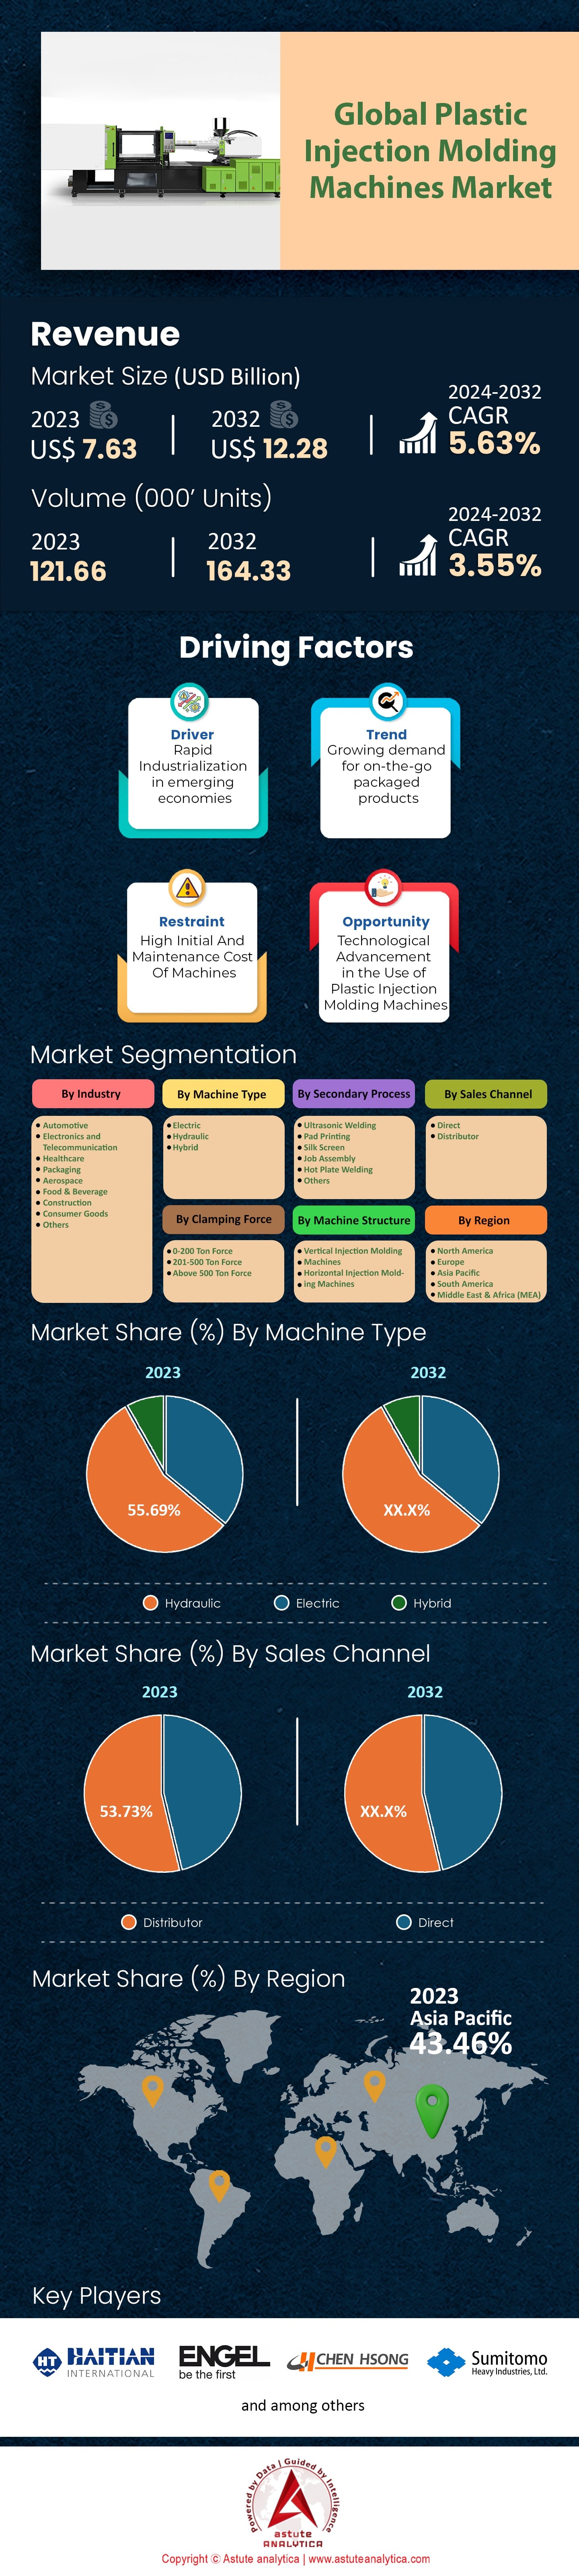 Global Plastic
Injection Molding
Machines Market
Revenue
Market Size (USD Billion)
2023
US$ 7.63
2032
US$ 12.28
2024-2032
CAGR
5.63%
Volume (000’ Units)
2023
121.66
2032
164.33
2024-2032
CAGR
3.55%
Driving Factors
Driver
Rapid
Industrialization
in emerging
economies
Trend
Growing demand
for on-the-go
packaged
products
Restraint
High Initial And
Maintenance Cost
Of Machines
Opportunity
Technological
Advancement
in the Use of
Plastic Injection
Molding Machines
Market Segmentation
By Industry
Automotive
Electronics and
Telecommunication
Healthcare
Packaging
Aerospace
Food & Beverage
Construction
Consumer Goods
Others
By Machine Type
Electric
Hydraulic
Hybrid
By Secondary Process
Ultrasonic Welding
Pad Printing
Silk Screen
Job Assembly
Hot Plate Welding
Others
By Sales Channel
Direct
Distributor
By Clamping Force
0-200 Ton Force
201-500 Ton Force
Above 500 Ton Force
By Machine Structure
Vertical Injection Molding
Machines
Horizontal Injection Mold-
ing Machines
By Region
North America
Europe
Asia Pacific
South America
Middle East & Africa (MEA)
Market Share (%) By Machine Type
2023
2032
55.69%
XX.X%
Hydraulic
Electric
Hybrid
Market Share (%) By Sales Channel
2023
2032
53.73%
XX.X%
Distributor
Direct
Market Share (%) By Region
2023
Asia Pacific
43.46%
Key Players
HT HAITIAN
INTERNATIONAL
ENGEL
be the first
CHEN HSONG
Sumitomo
Heavy Industries, Ltd.
and among others
Powered by Data | Guided by Intelligence
astute
ANALYTICA
Copyright © Astute analytica | www.astuteanalytica.com